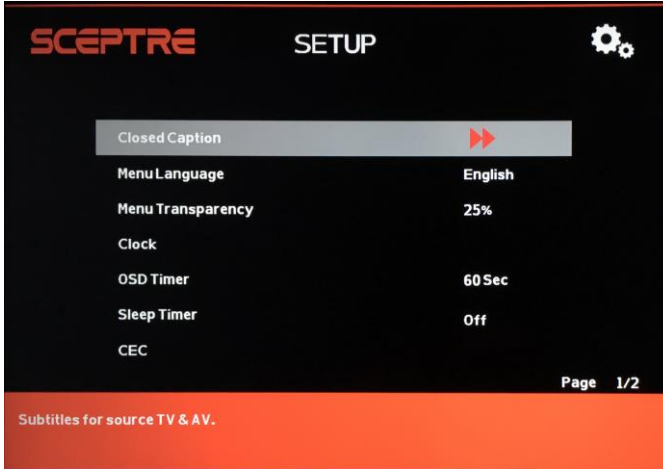 SCEPTRE SETUP
Closed Caption
Menu Language English
Menu Transparency 25%
Clock
OSD Timer 60 Sec
Sleep Timer Off
CEC
Page 1/2
Subtitles for source TV & AV.